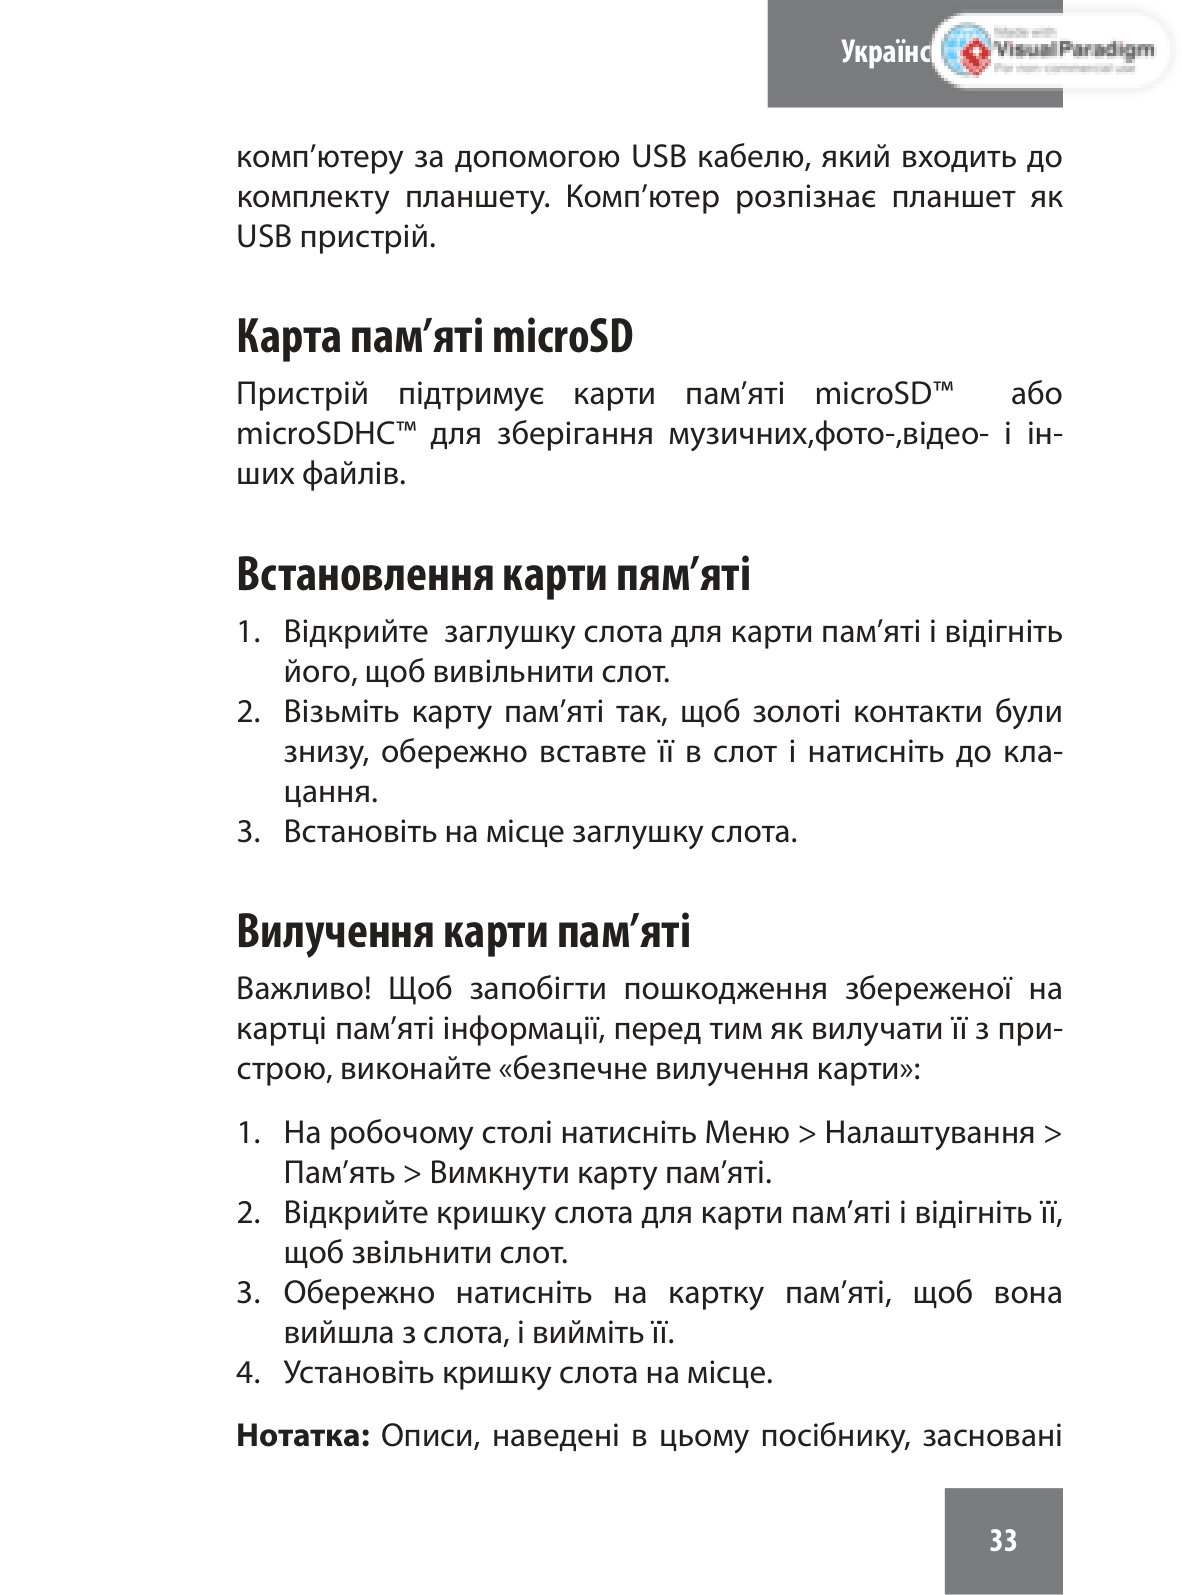 Made with
Visual Paradigm
For non-commercial use
комп’ютеру за допомогою USB кабелю, який входить до
комплекту планшету. Комп’ютер розпізнає планшет як
USB пристрій.
Карта пам’яті microSD
Пристрій підтримує карти пам’яті microSD™ або
microSDHC™ для зберігання музичних,фото-,відео- і ін-
ших файлів.
Встановлення карти пям’яті
1. Відкрийте заглушку слота для карти пам’яті і відігніть
його, щоб вивільнити слот.
2. Візьміть карту пам’яті так, щоб золоті контакти були
знизу, обережно вставте її в слот і натисніть до кла-
цання.
3. Встановіть на місце заглушку слота.
Вилучення карти пам’яті
Важливо! Щоб запобігти пошкодження збереженої на
картці пам’яті інформації, перед тим як вилучати її з при-
строю, виконайте «безпечне вилучення карти»:
1. На робочому столі натисніть Меню > Налаштування >
Пам’ять > Вимкнути карту пам’яті.
2. Відкрийте кришку слота для карти пам’яті і відігніть її,
щоб звільнити слот.
3. Обережно натисніть на картку пам’яті, щоб вона
вийшла з слота, і вийміть її.
4. Установіть кришку слота на місце.
Нотатка: Описи, наведені в цьому посібнику, засновані
33